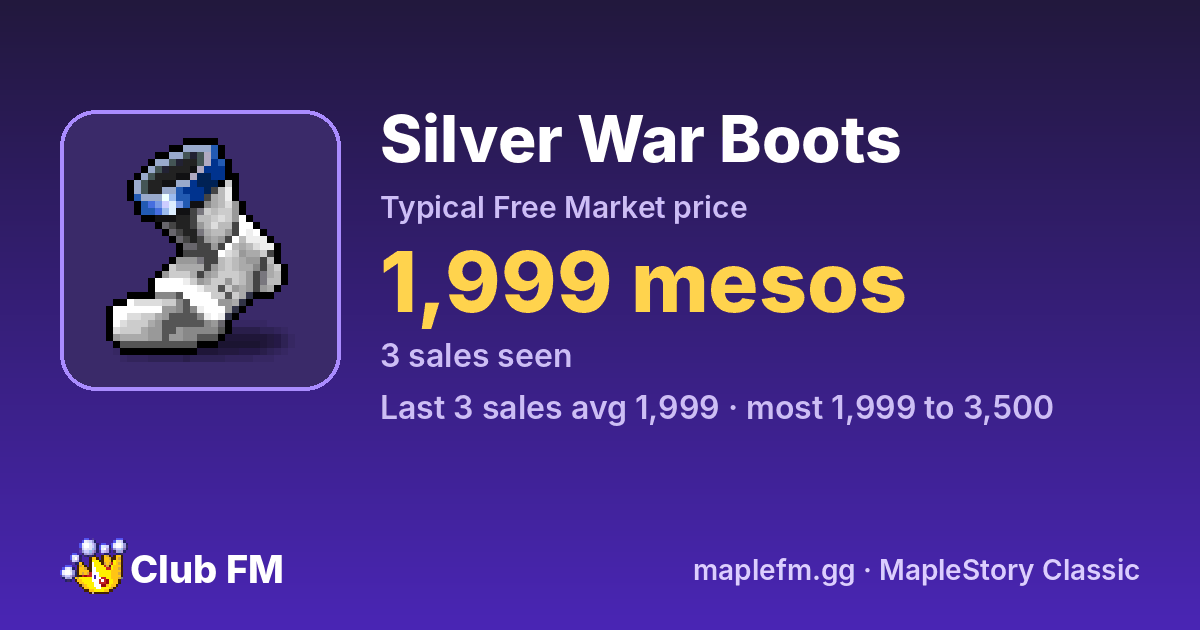 Silver War Boots
Typical Free Market price
1,999 mesos
3 sales seen
Last 3 sales avg 1,999 · most 1,999 to 3,500
Club FM
maplefm.gg · MapleStory Classic